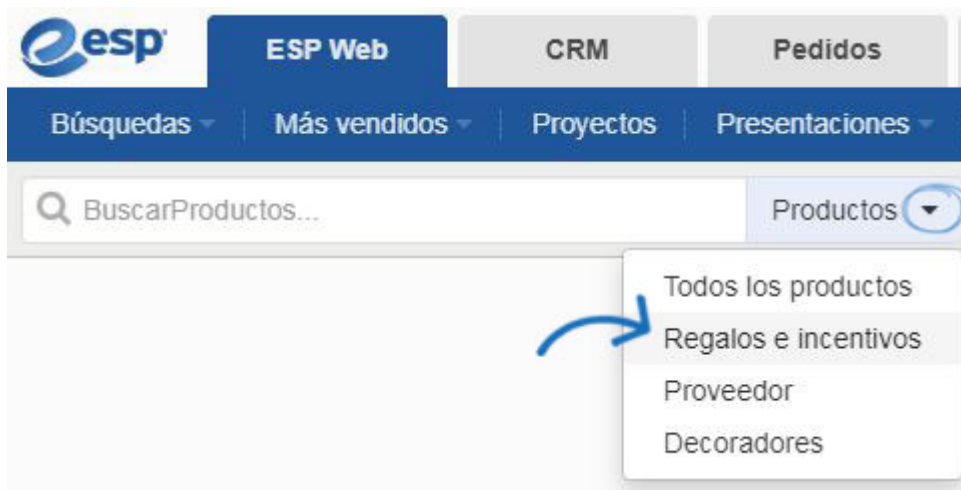 esp
ESP Web CRM Pedidos
Búsquedas Más vendidos Proyectos Presentaciones
BuscarProductos... Productos
Todos los productos
Regalos e incentivos
Proveedor
Decoradores